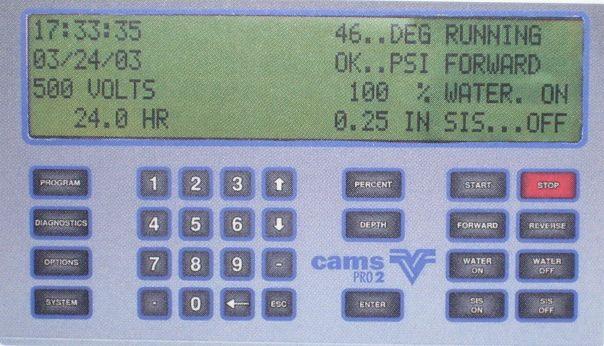 17:33:35 46..DEG RUNNING
03/24/03 OK..PSI FORWARD
500 VOLTS 100 % WATER. ON
24.0 HR 0.25 IN SIS...OFF
PROGRAM 1 2 3 ⬆ PERCENT START STOP
DIAGNOSTICS 4 5 6 ⬇ DEPTH FORWARD REVERSE
OPTIONS 7 8 9 - cams PRO2 WATER ON WATER OFF
SYSTEM . 0 ← ESC ENTER SIS ON SIS OFF